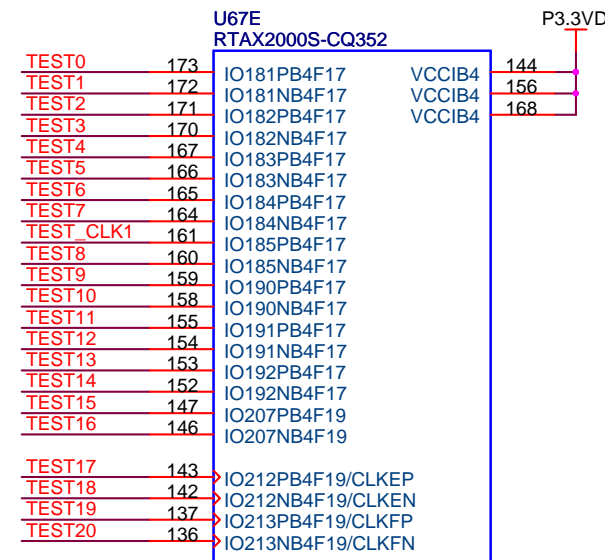 U67E
P3.3VD
RTAX2000S-CQ352
TEST0 173 IO181PB4F17 VCCIB4 144
TEST1 172 IO181NB4F17 VCCIB4 156
TEST2 171 IO182PB4F17 VCCIB4 168
TEST3 170 IO182NB4F17
TEST4 167 IO183PB4F17
TEST5 166 IO183NB4F17
TEST6 165 IO184PB4F17
TEST7 164 IO184NB4F17
TEST_CLK1 161 IO185PB4F17
TEST8 160 IO185NB4F17
TEST9 159 IO190PB4F17
TEST10 158 IO190NB4F17
TEST11 155 IO191PB4F17
TEST12 154 IO191NB4F17
TEST13 153 IO192PB4F17
TEST14 152 IO192NB4F17
TEST15 147 IO207PB4F19
TEST16 146 IO207NB4F19
TEST17 143 IO212PB4F19/CLKEP
TEST18 142 IO212NB4F19/CLKEN
TEST19 137 IO213PB4F19/CLKFP
TEST20 136 IO213NB4F19/CLKFN